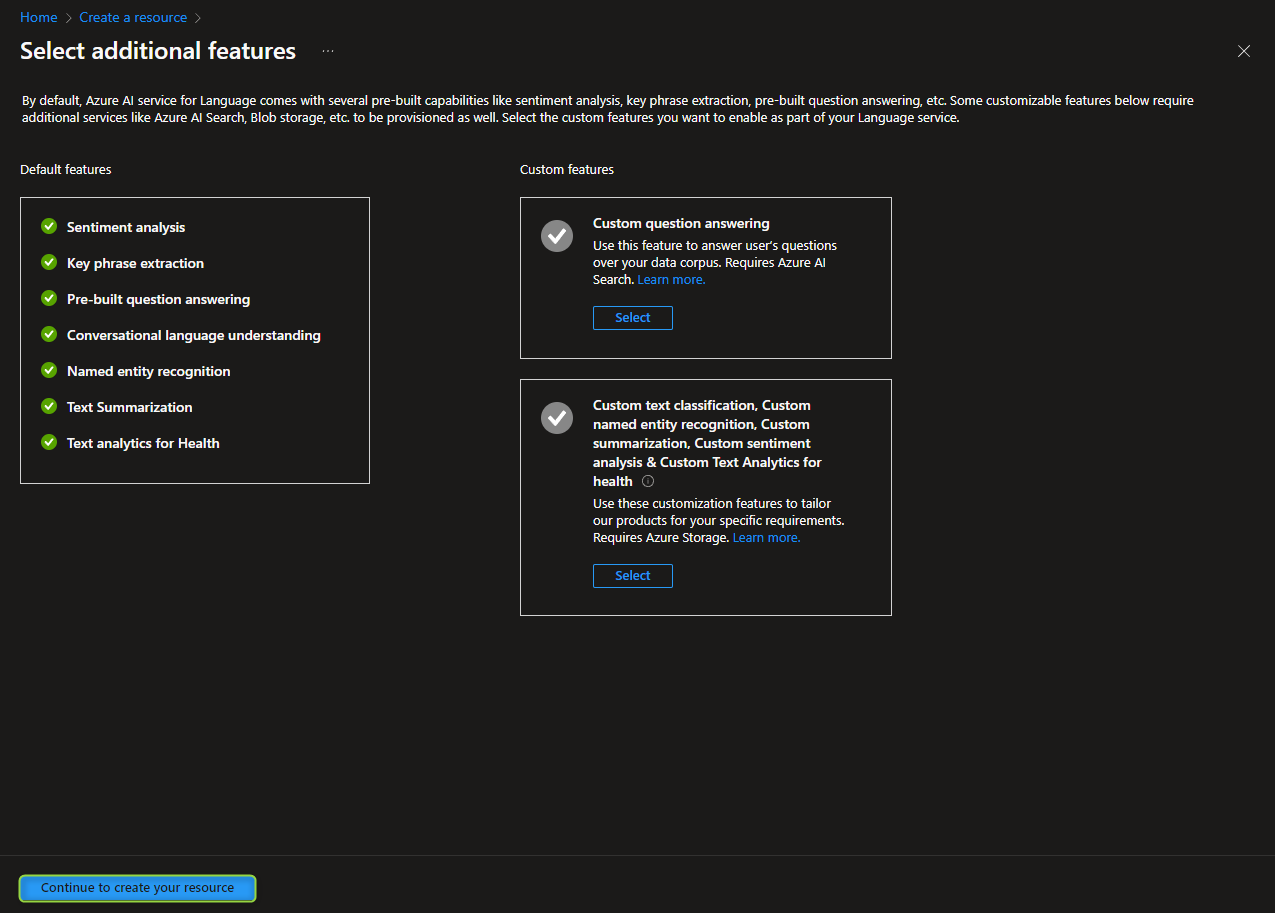 Home > Create a resource >
Select additional features ...
By default, Azure AI service for Language comes with several pre-built capabilities like sentiment analysis, key phrase extraction, pre-built question answering, etc. Some customizable features below require
additional services like Azure AI Search, Blob storage, etc. to be provisioned as well. Select the custom features you want to enable as part of your Language service.
Default features
Sentiment analysis
Key phrase extraction
Pre-built question answering
Conversational language understanding
Named entity recognition
Text Summarization
Text analytics for Health
Custom features
Custom question answering
Use this feature to answer user's questions
over your data corpus. Requires Azure AI
Search. Learn more.
Select
Custom text classification, Custom
named entity recognition, Custom
summarization, Custom sentiment
analysis & Custom Text Analytics for
health
Use these customization features to tailor
our products for your specific requirements.
Requires Azure Storage. Learn more.
Select
Continue to create your resource